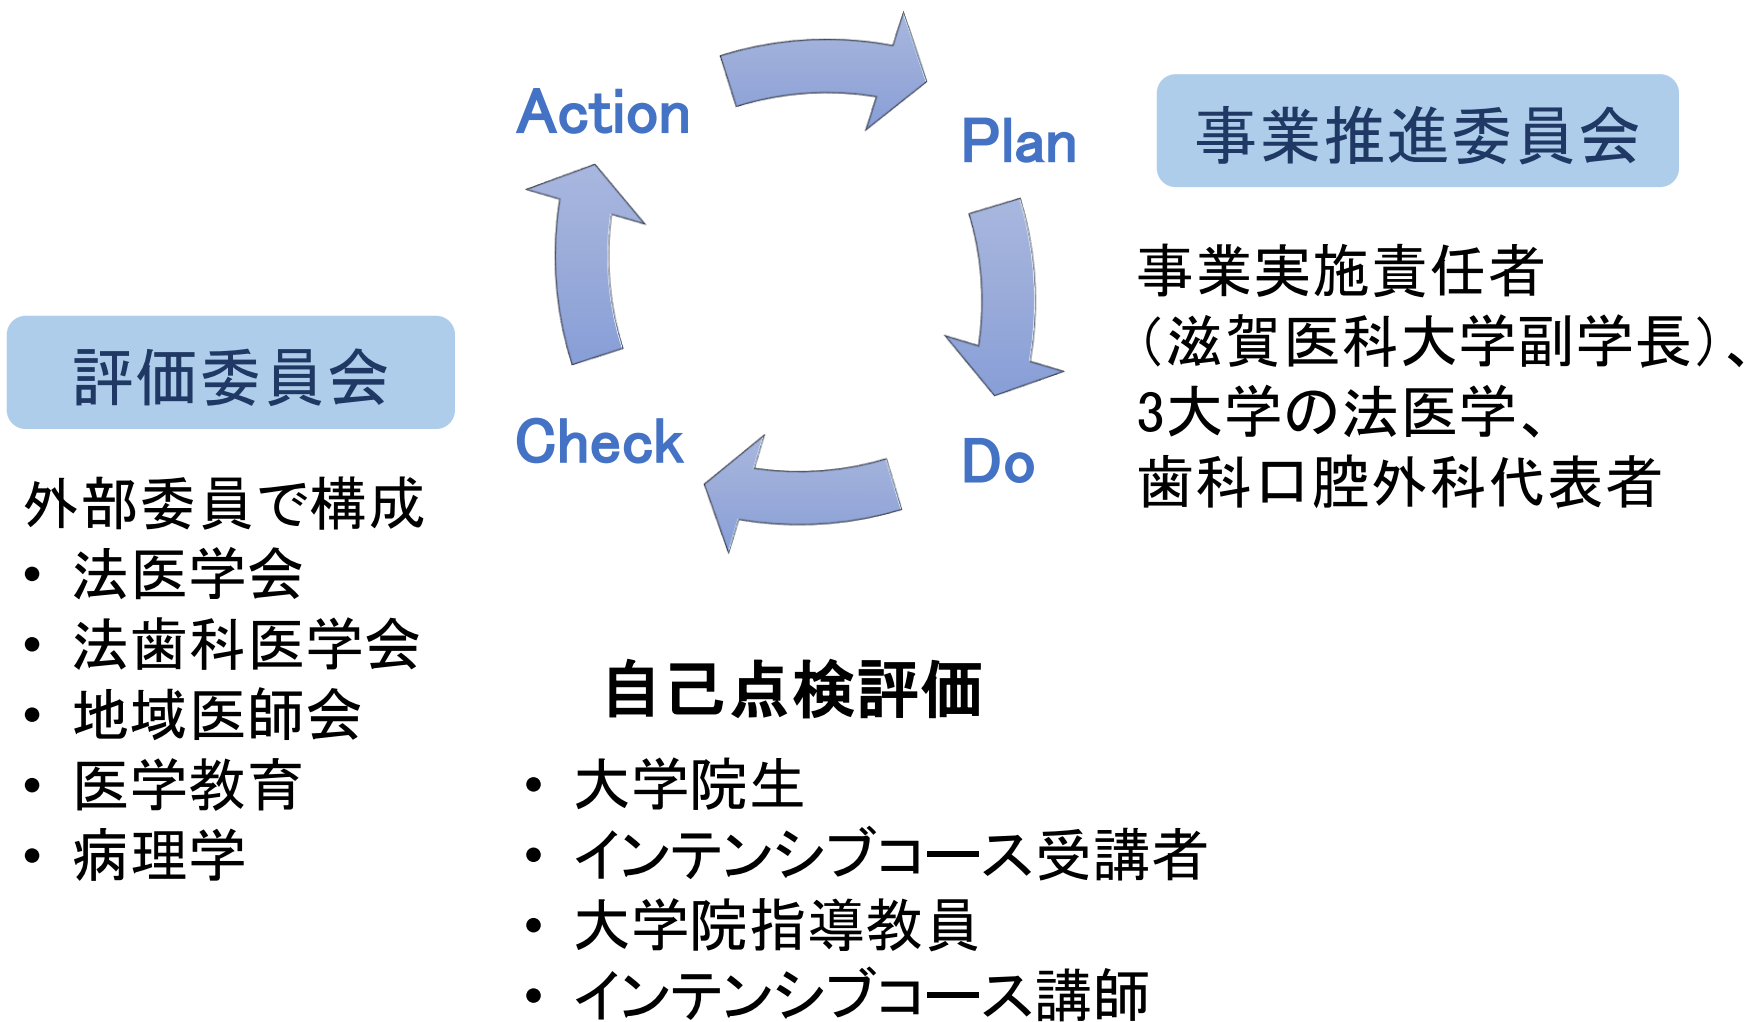 Action
Plan
Do
Check
事業推進委員会
事業実施責任者
（滋賀医科大学副学長）、
3大学の法医学、
歯科口腔外科代表者
評価委員会
外部委員で構成
• 法医学会
• 法歯科医学会
• 地域医師会
• 医学教育
• 病理学
自己点検評価
• 大学院生
• インテンシブコース受講者
• 大学院指導教員
• インテンシブコース講師